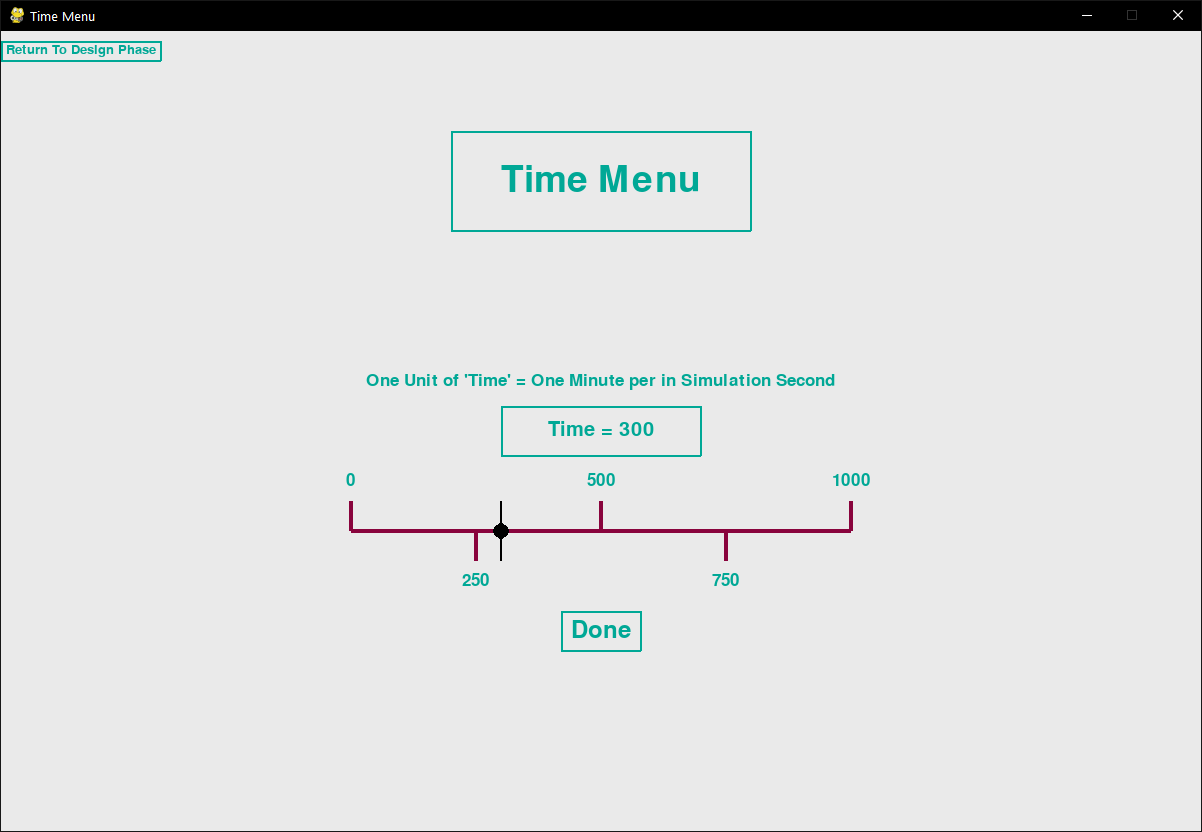 Time Menu
Return To Design Phase
Time Menu
One Unit of 'Time' = One Minute per in Simulation Second
Time = 300
0 500 1000
250 750
Done